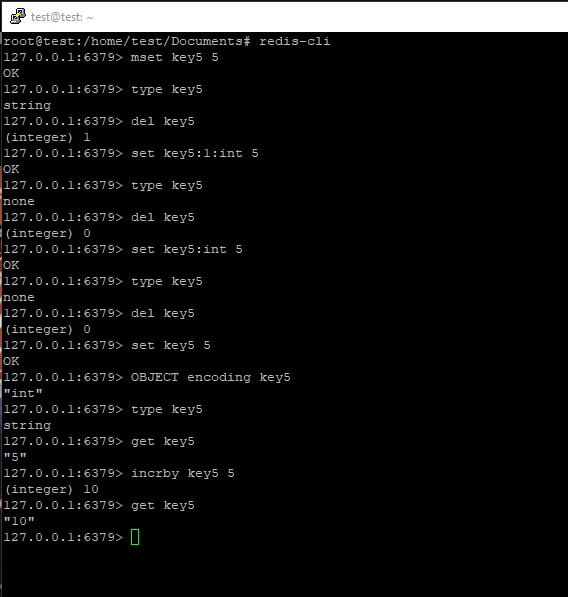 test@test: ~
root@test:/home/test/Documents# redis-cli
127.0.0.1:6379> mset key5 5
OK
127.0.0.1:6379> type key5
string
127.0.0.1:6379> del key5
(integer) 1
127.0.0.1:6379> set key5:1:int 5
OK
127.0.0.1:6379> type key5
none
127.0.0.1:6379> del key5
(integer) 0
127.0.0.1:6379> set key5:int 5
OK
127.0.0.1:6379> type key5
none
127.0.0.1:6379> del key5
(integer) 0
127.0.0.1:6379> set key5 5
OK
127.0.0.1:6379> OBJECT encoding key5
"int"
127.0.0.1:6379> type key5
string
127.0.0.1:6379> get key5
"5"
127.0.0.1:6379> incrby key5 5
(integer) 10
127.0.0.1:6379> get key5
"10"
127.0.0.1:6379>